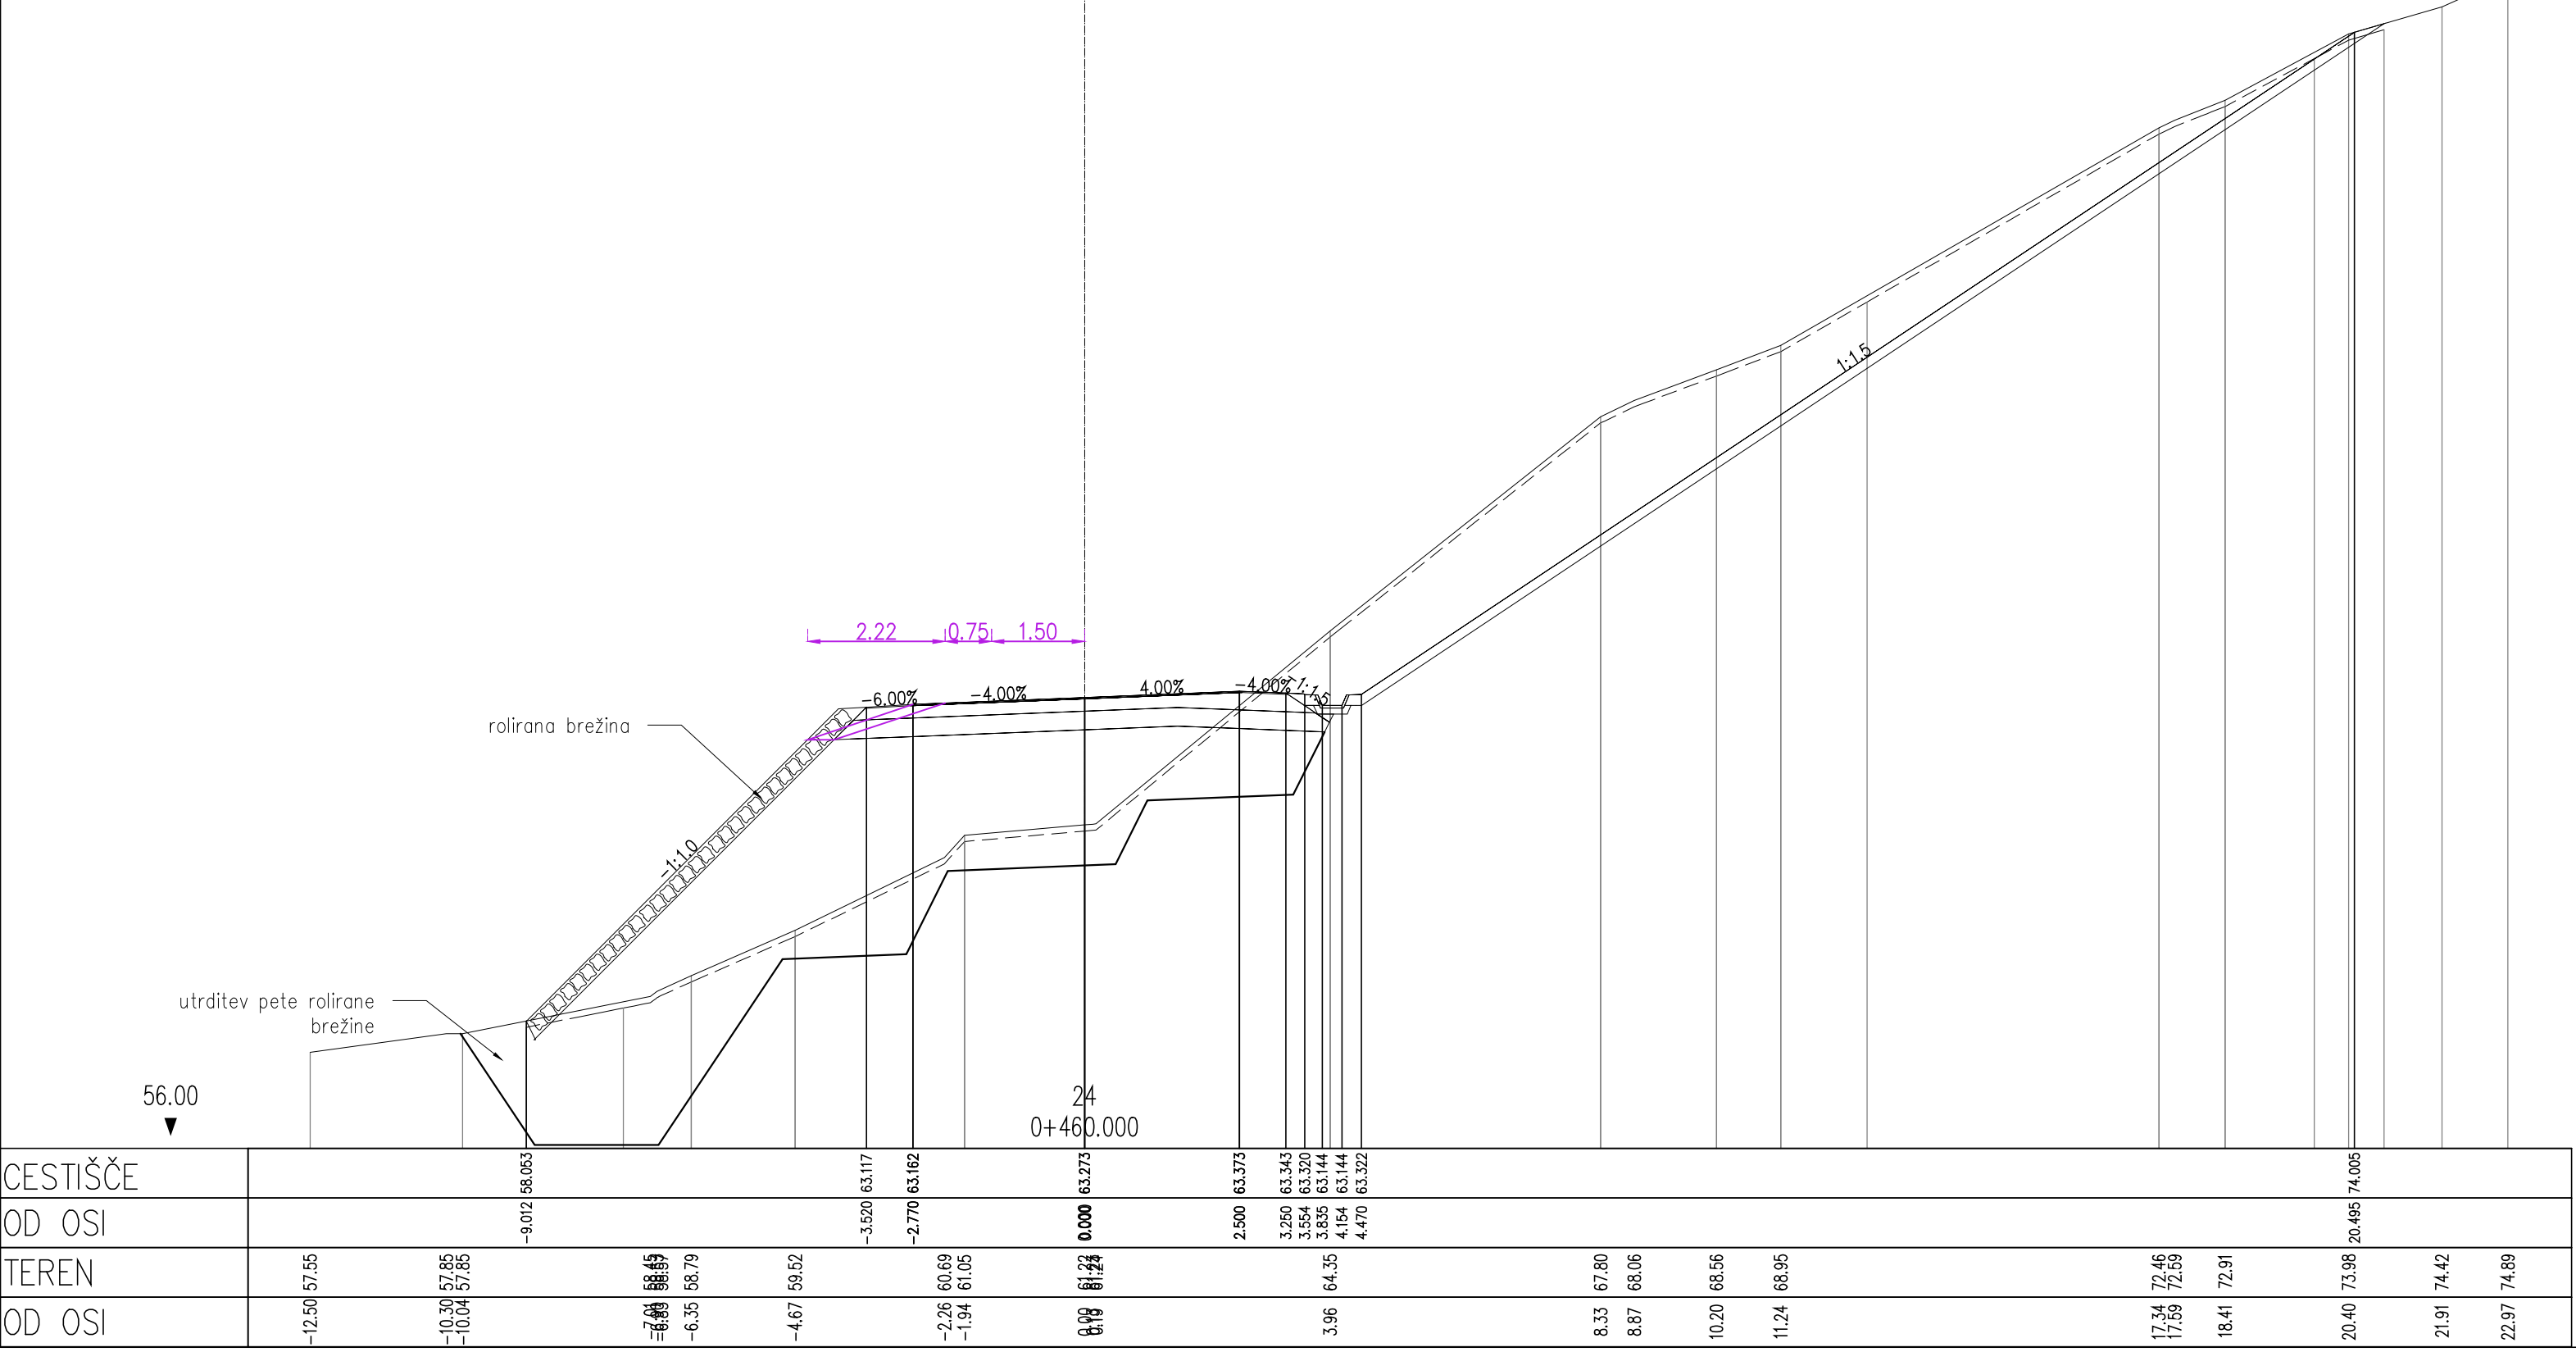 1:1.5
2.22 0.75 1.50
-6.00% -4.00% 4.00% -4.00% -1:1.5
rolirana brežina
-1:1.0
utrditev pete rolirane
brežine
56.00
24
0+460.000
CESTIŠČE 58.053 63.117 63.162 63.273 63.373 63.343 63.320 63.144 63.144 63.322 74.005
OD OSI -9.012 -3.520 -2.770 0.000 2.500 3.250 3.554 3.835 4.154 4.470 20.495
TEREN 57.55 57.85 57.85 58.45 58.79 59.52 60.69 61.05 61.22 64.35 67.80 68.06 68.56 68.95 72.46 72.59 72.91 73.98 74.42 74.89
OD OSI -12.50 -10.30 -10.04 -7.01 -6.35 -4.67 -2.26 -1.94 0.00 3.96 8.33 8.87 10.20 11.24 17.34 17.59 18.41 20.40 21.91 22.97